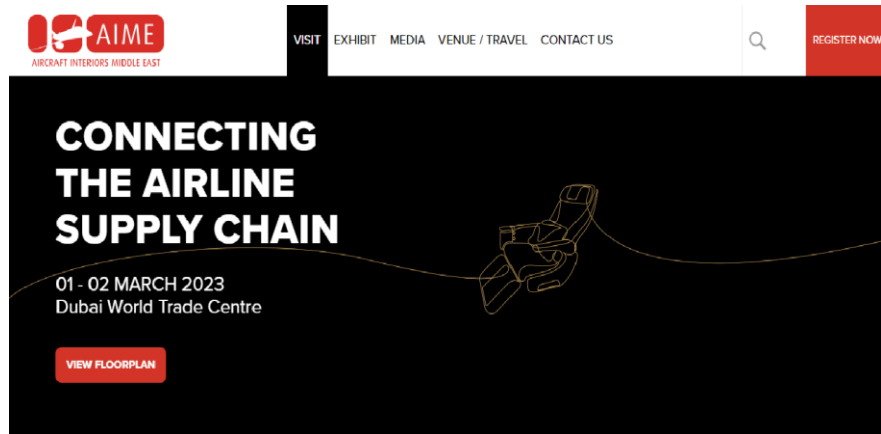 AIME
AIRCRAFT INTERIORS MIDDLE EAST
VISIT EXHIBIT MEDIA VENUE / TRAVEL CONTACT US
REGISTER NOW
CONNECTING
THE AIRLINE
SUPPLY CHAIN
01 - 02 MARCH 2023
Dubai World Trade Centre
VIEW FLOORPLAN